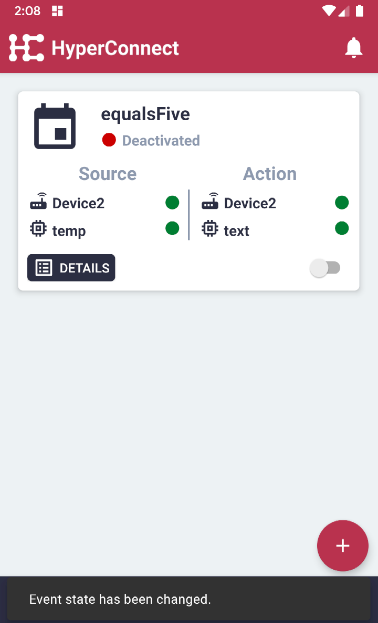 2:08
HyperConnect
equalsFive
Deactivated
Source Action
Device2 Device2
temp text
DETAILS
Event state has been changed.